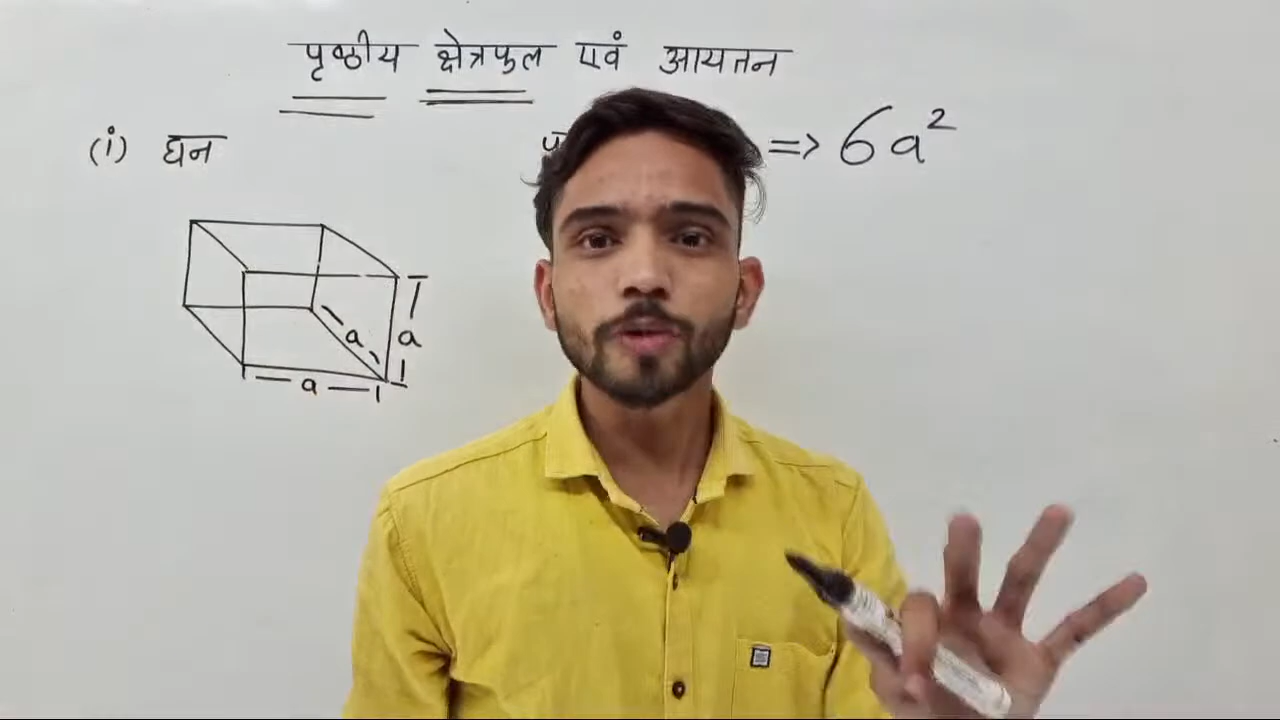 पृष्ठीय क्षेत्रफल एवं आयतन
(i) घन
=> 6a²
a
a
a